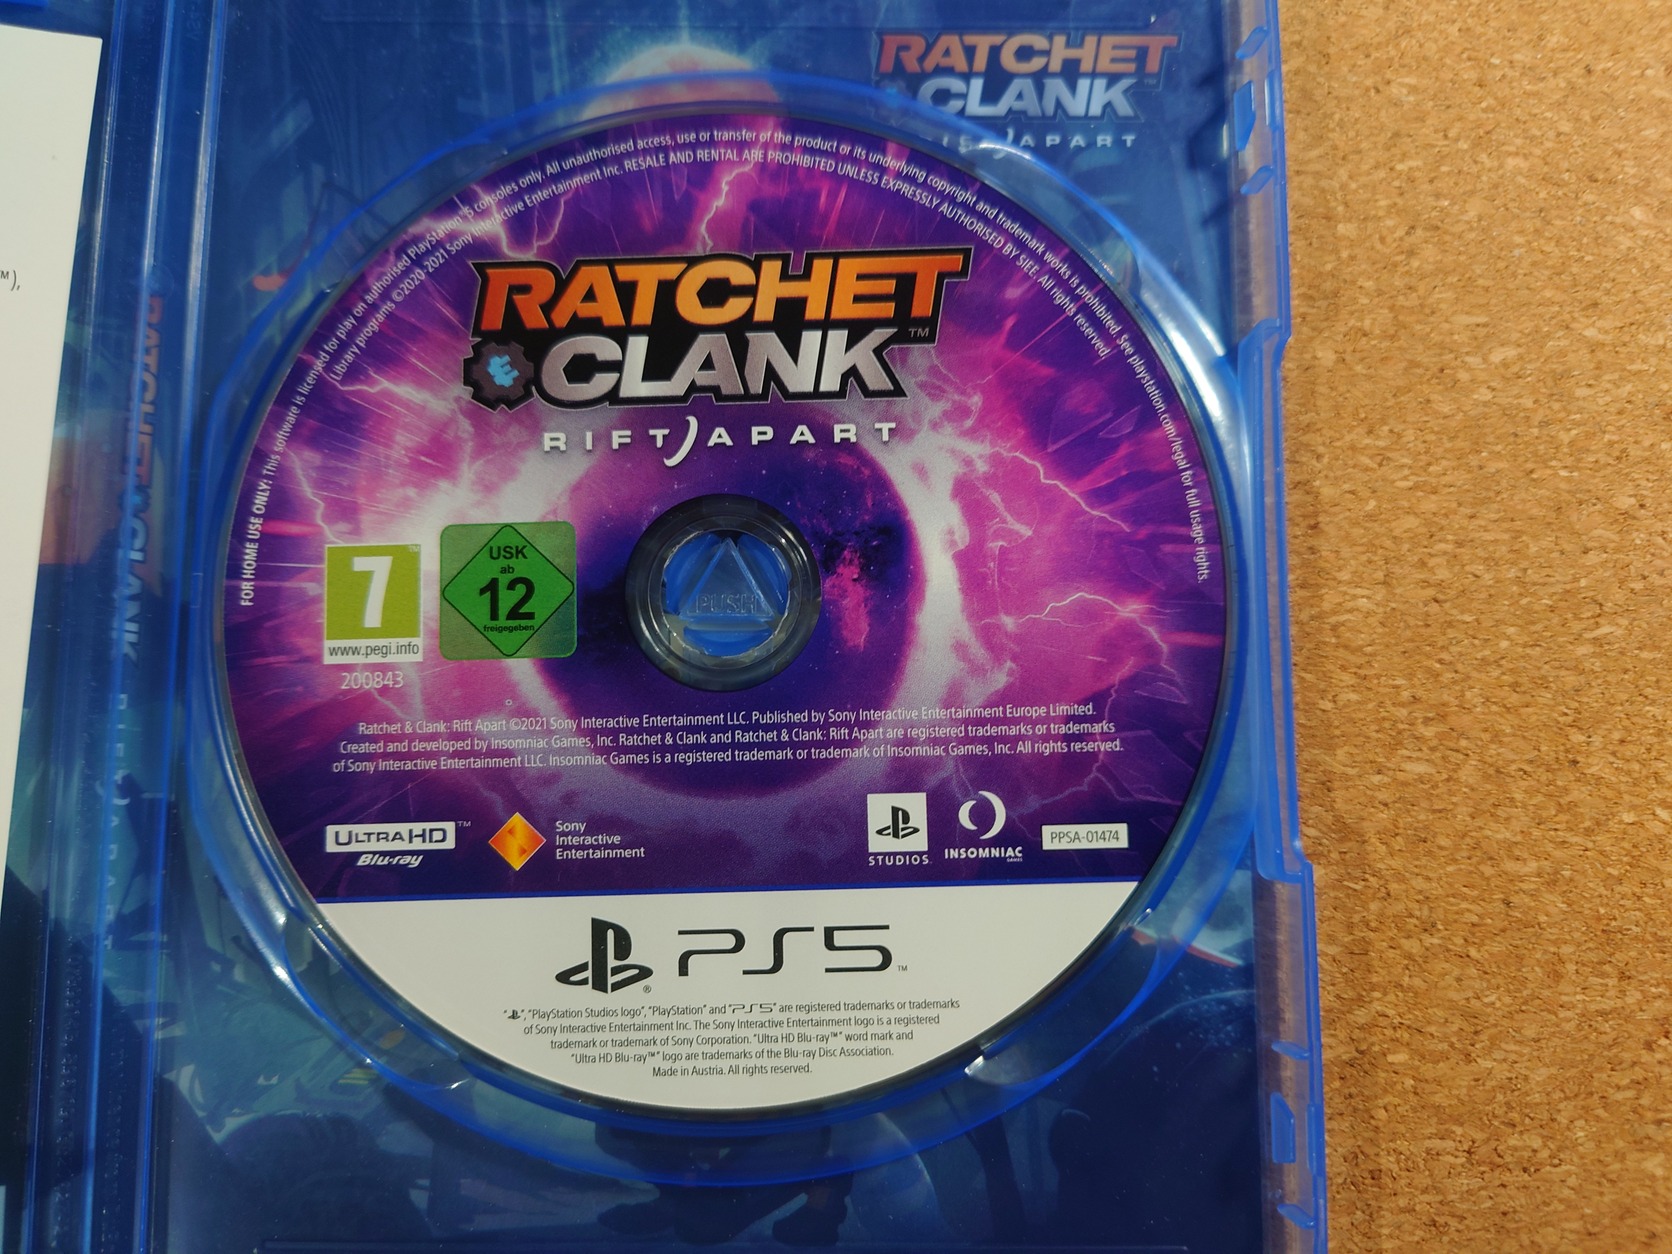 RATCHET
CLANK
APART
™),
FOR HOME USE ONLY: This software is licensed for play on authorised PlayStation®5 consoles only. All unauthorised access, use or transfer of the product or its underlying copyright and trademark works is prohibited. See playstation.com/legal for full usage rights.
Library programs ©2020-2021 Sony Interactive Entertainment Inc. RESALE AND RENTAL ARE PROHIBITED UNLESS EXPRESSLY AUTHORISED BY SIEE. All rights reserved
RATCHET
CLANK™
RIFT APART
7™
www.pegi.info
200843
USK
ab
12
freigegeben
PUSH
Ratchet & Clank: Rift Apart ©2021 Sony Interactive Entertainment LLC. Published by Sony Interactive Entertainment Europe Limited.
Created and developed by Insomniac Games, Inc. Ratchet & Clank and Ratchet & Clank: Rift Apart are registered trademarks or trademarks
of Sony Interactive Entertainment LLC. Insomniac Games is a registered trademark or trademark of Insomniac Games, Inc. All rights reserved.
ULTRA HD™
Blu-ray
Sony
Interactive
Entertainment
STUDIOS
INSOMNIAC
GAMES
PPSA-01474
PS5™
®
"PlayStation Studios logo", "PlayStation" and "PS5" are registered trademarks or trademarks
of Sony Interactive Entertainment Inc. The Sony Interactive Entertainment logo is a registered
trademark or trademark of Sony Corporation. "Ultra HD Blu-ray™" word mark and
"Ultra HD Blu-ray™" logo are trademarks of the Blu-ray Disc Association.
Made in Austria. All rights reserved.
RATCHET CLANK